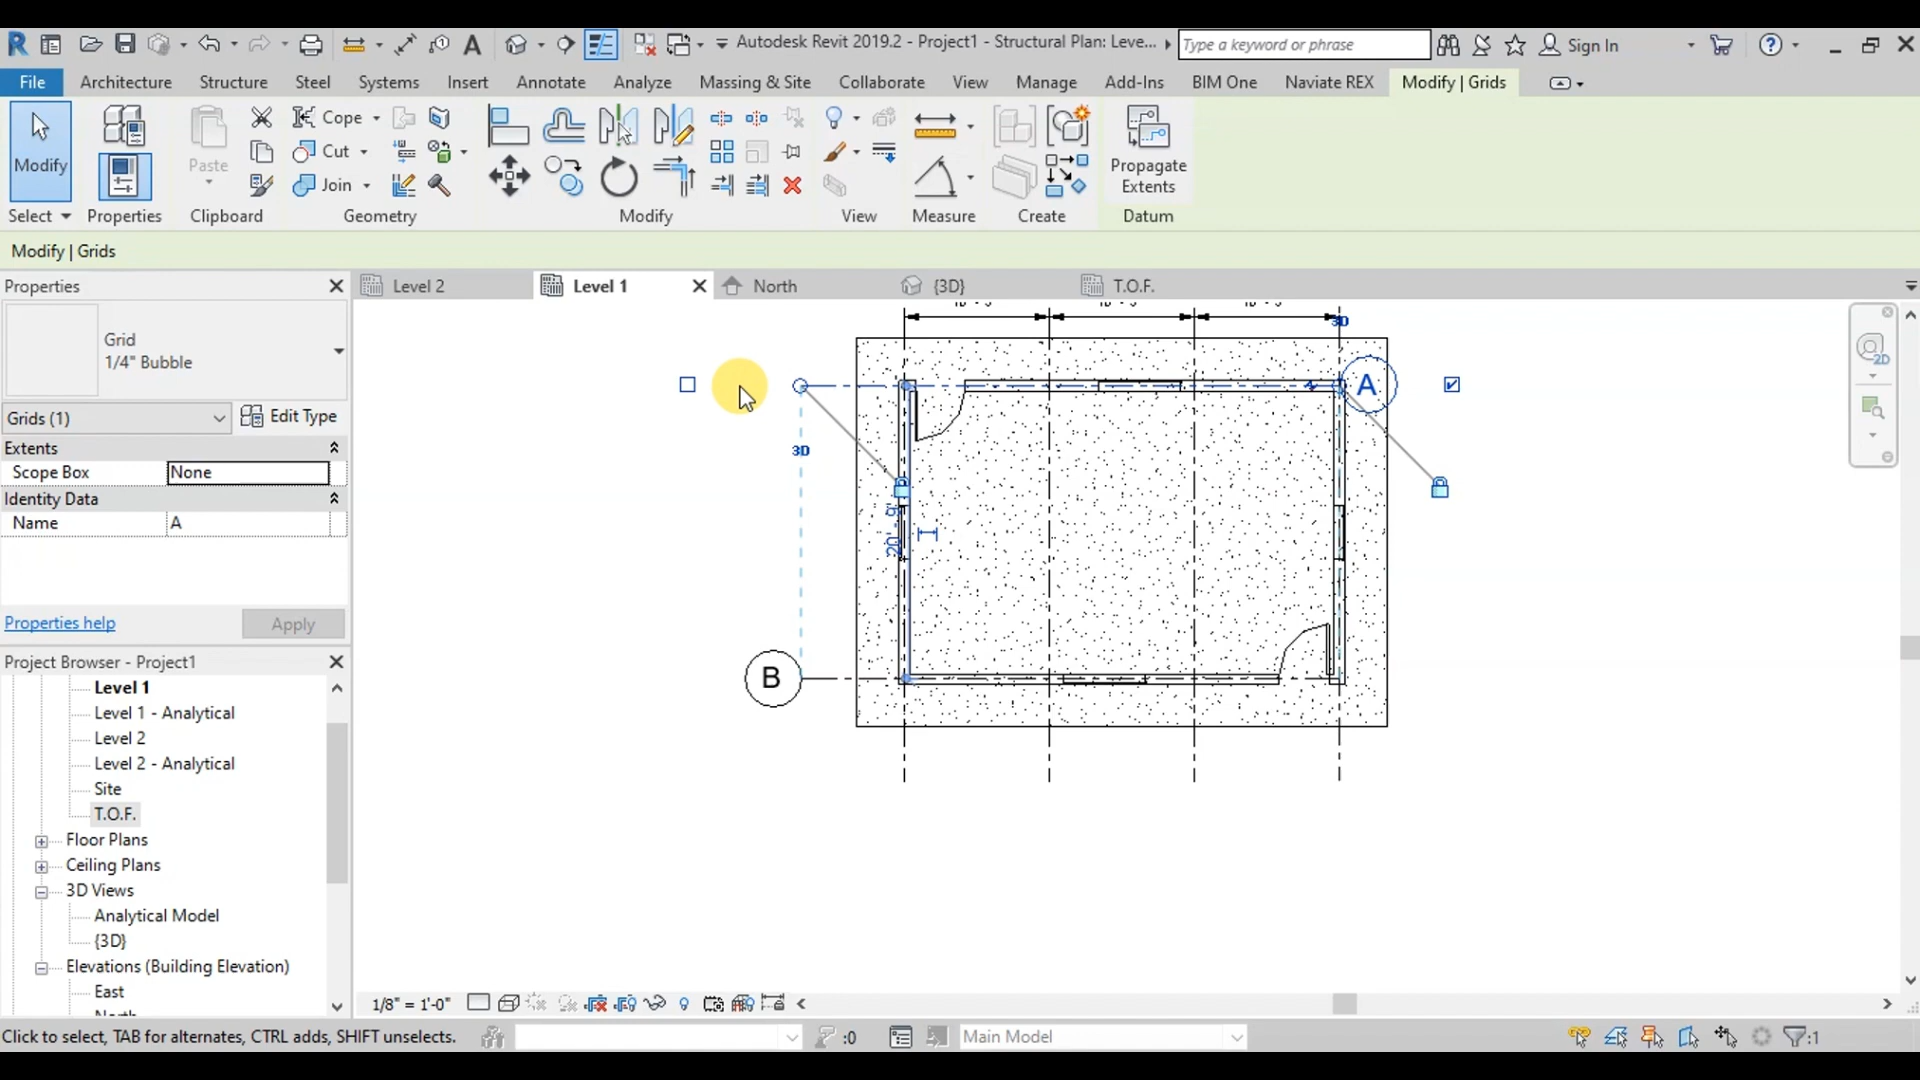 Autodesk Revit 2019.2 - Project1 - Structural Plan: Leve...
Type a keyword or phrase
Sign In
File Architecture Structure Steel Systems Insert Annotate Analyze Massing & Site Collaborate View Manage Add-Ins BIM One Naviate REX Modify | Grids
Modify
Paste
Cope
Cut
Join
Propagate
Extents
Select Properties Clipboard Geometry Modify View Measure Create Datum
Modify | Grids
Properties
Level 2 Level 1 North {3D} T.O.F.
Grid
1/4" Bubble
Grids (1) Edit Type
Extents
Scope Box None
Identity Data
Name A
Properties help Apply
Project Browser - Project1
Level 1
Level 1 - Analytical
Level 2
Level 2 - Analytical
Site
T.O.F.
Floor Plans
Ceiling Plans
3D Views
Analytical Model
{3D}
Elevations (Building Elevation)
East
North
3D
A
3D
20' - 9"
B
2D
1/8" = 1'-0"
Click to select, TAB for alternates, CTRL adds, SHIFT unselects. :0 Main Model :1